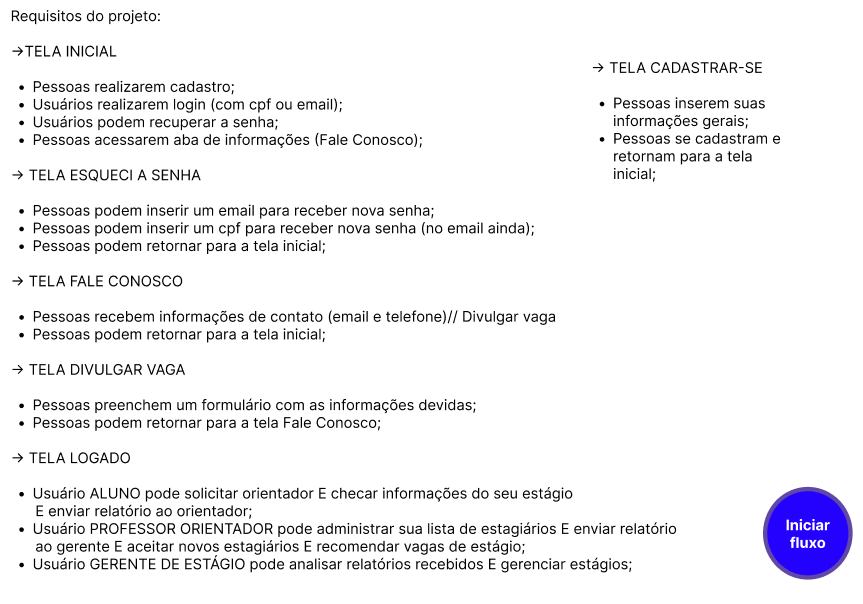 Requisitos do projeto:
→TELA INICIAL
• Pessoas realizarem cadastro;
• Usuários realizarem login (com cpf ou email);
• Usuários podem recuperar a senha;
• Pessoas acessarem aba de informações (Fale Conosco);
→ TELA ESQUECI A SENHA
• Pessoas podem inserir um email para receber nova senha;
• Pessoas podem inserir um cpf para receber nova senha (no email ainda);
• Pessoas podem retornar para a tela inicial;
→ TELA FALE CONOSCO
• Pessoas recebem informações de contato (email e telefone)// Divulgar vaga
• Pessoas podem retornar para a tela inicial;
→ TELA DIVULGAR VAGA
• Pessoas preenchem um formulário com as informações devidas;
• Pessoas podem retornar para a tela Fale Conosco;
→ TELA LOGADO
• Usuário ALUNO pode solicitar orientador E checar informações do seu estágio
E enviar relatório ao orientador;
• Usuário PROFESSOR ORIENTADOR pode administrar sua lista de estagiários E enviar relatório
ao gerente E aceitar novos estagiários E recomendar vagas de estágio;
• Usuário GERENTE DE ESTÁGIO pode analisar relatórios recebidos E gerenciar estágios;
→ TELA CADASTRAR-SE
• Pessoas inserem suas
informações gerais;
• Pessoas se cadastram e
retornam para a tela
inicial;
Iniciar
fluxo